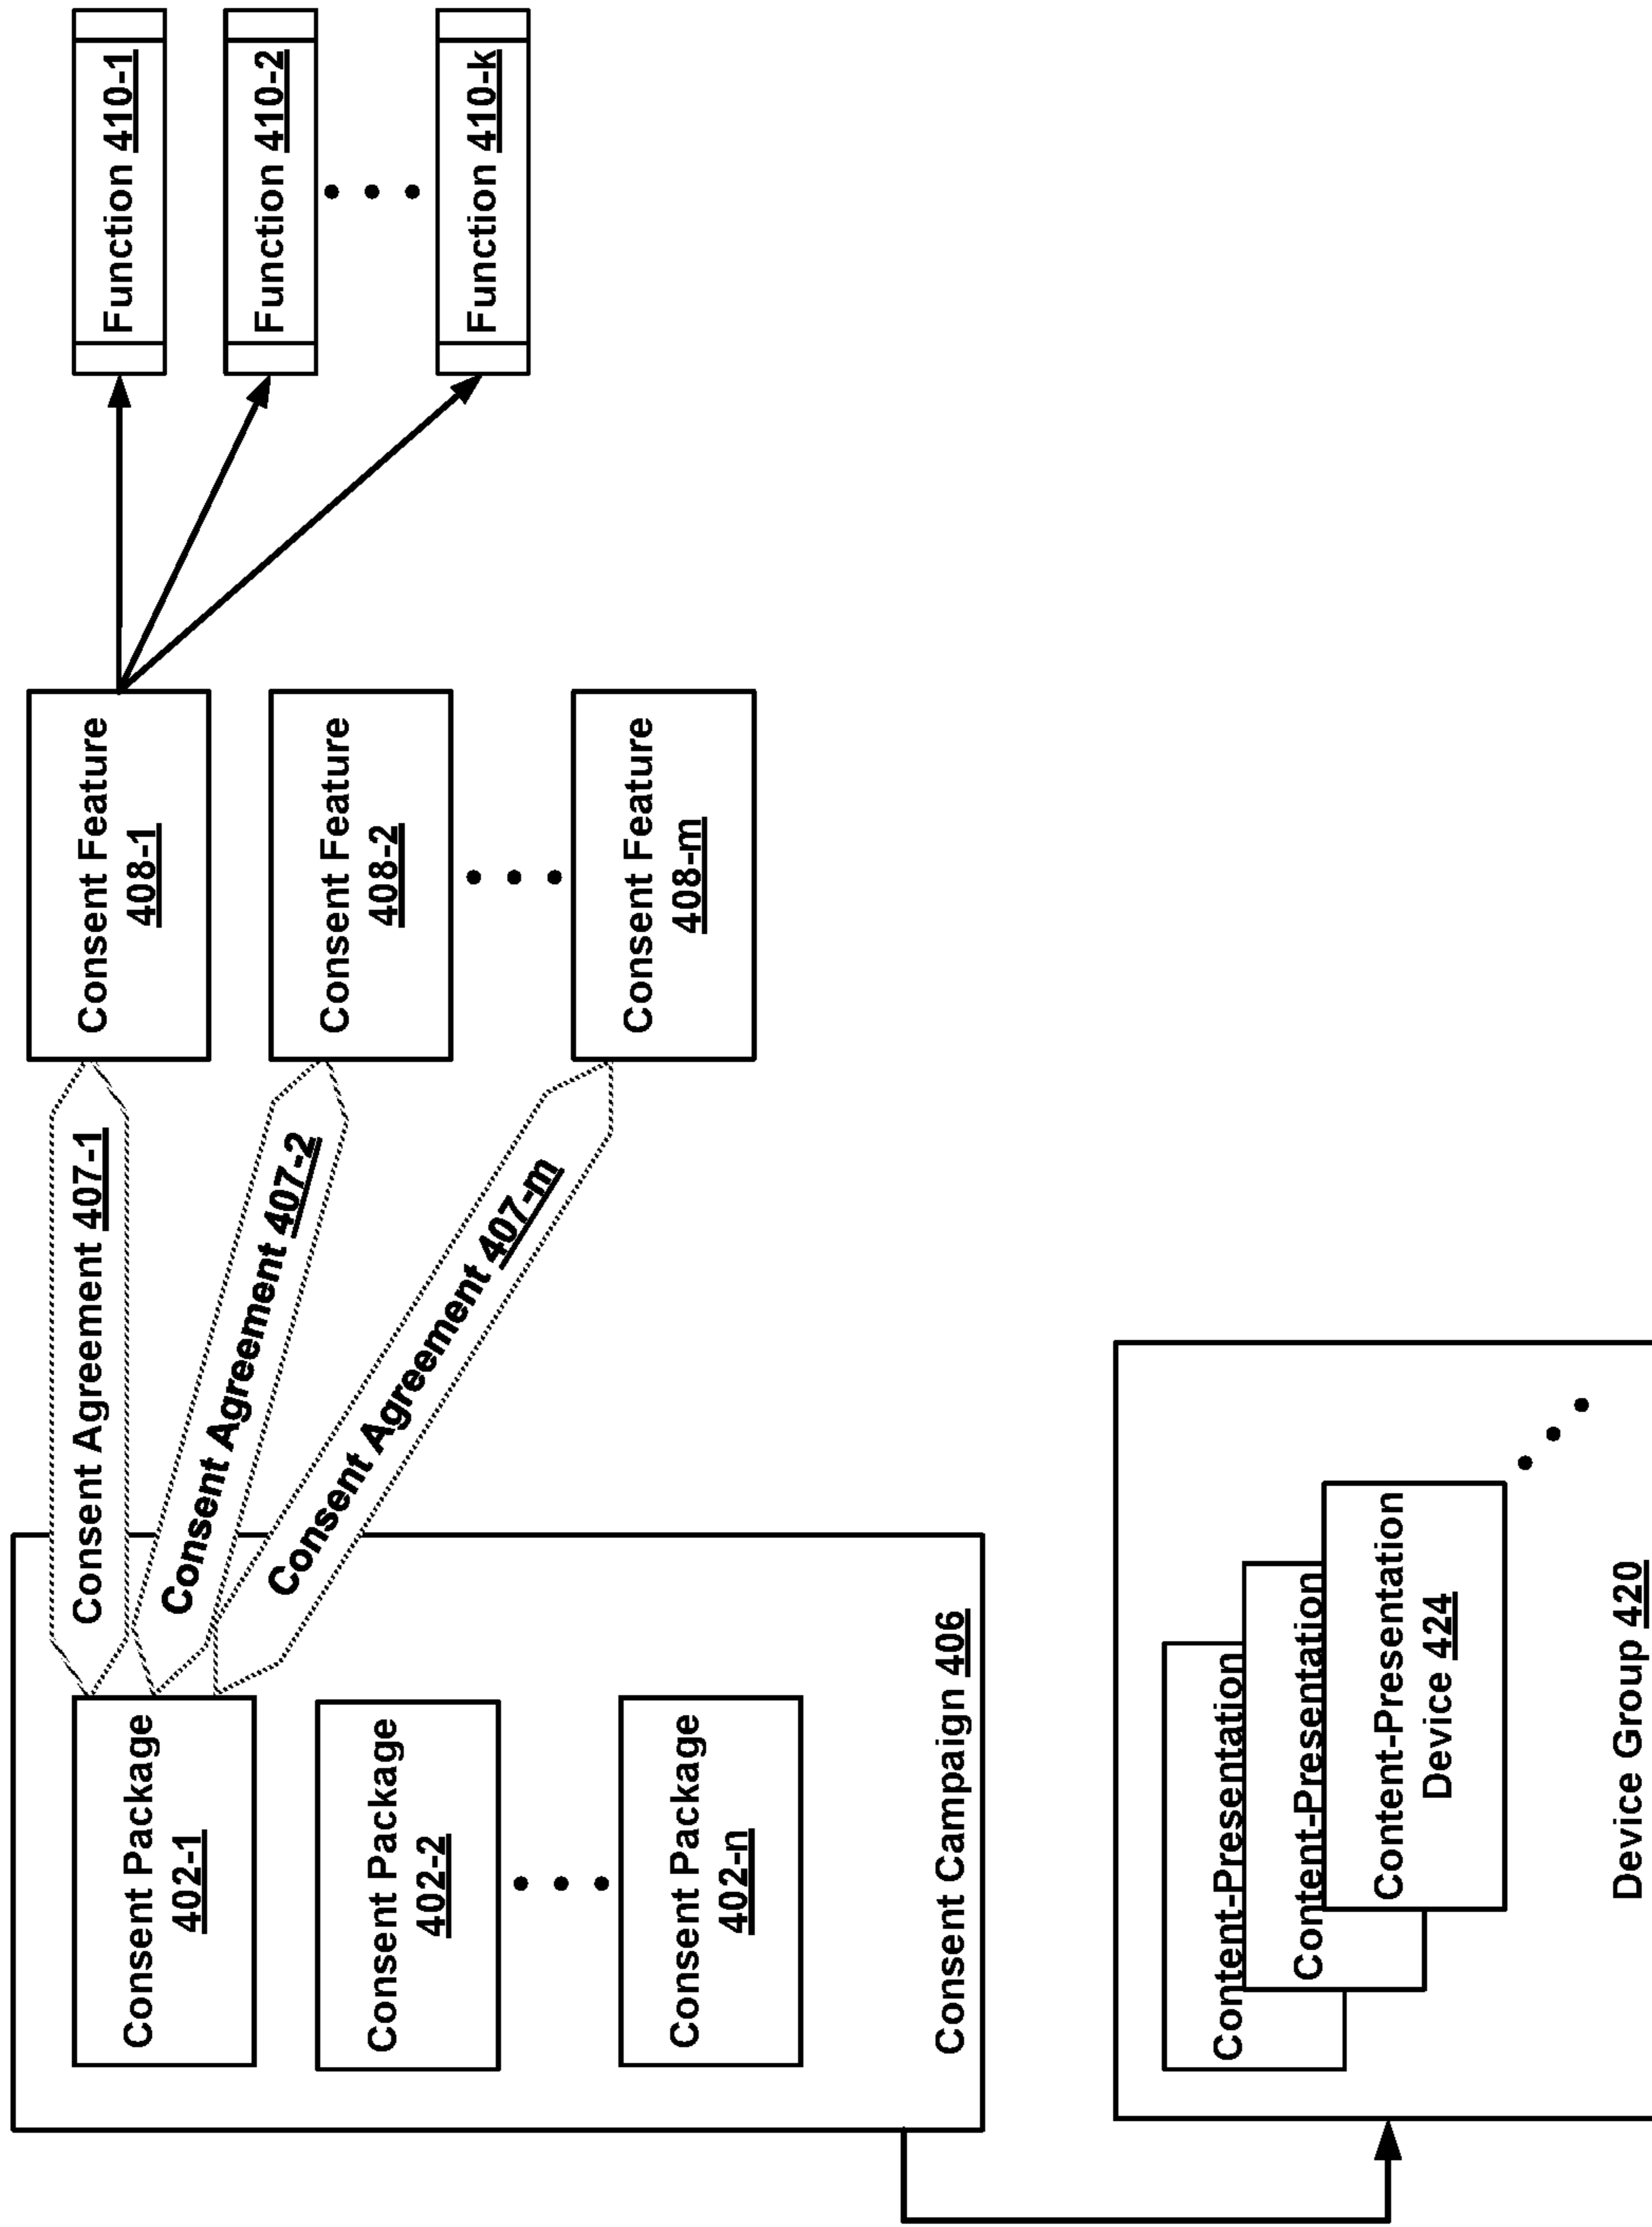 Consent Package
402-1
Consent Package
402-2
Consent Package
402-n
Consent Campaign 406
Consent Agreement 407-1
Consent Agreement 407-2
Consent Agreement 407-m
Consent Feature
408-1
Consent Feature
408-2
Consent Feature
408-m
Function 410-1
Function 410-2
Function 410-k
Content-Presentation
Content-Presentation
Content-Presentation
Device 424
Device Group 420